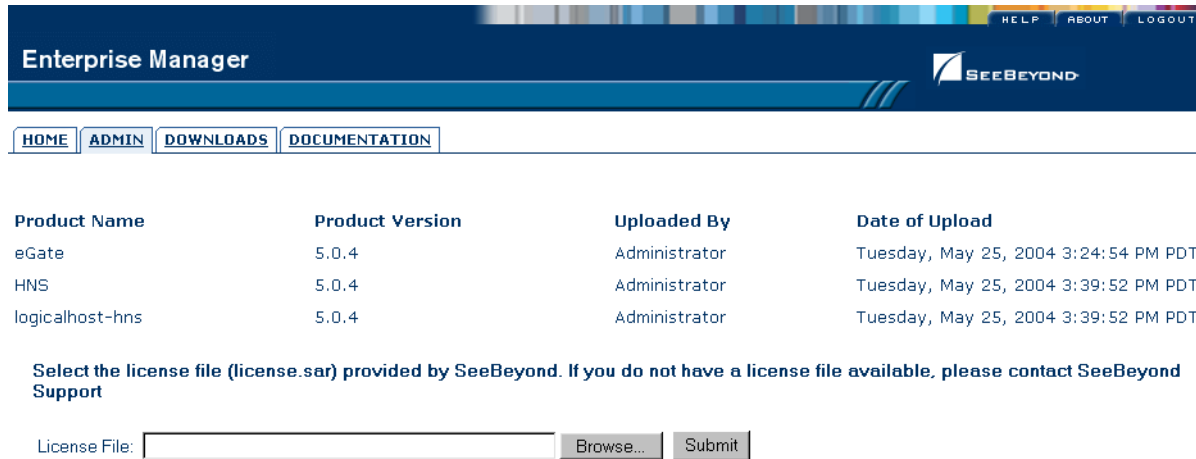 HELP ABOUT LOGOUT
Enterprise Manager
SEEBEYOND
HOME ADMIN DOWNLOADS DOCUMENTATION
Product Name Product Version Uploaded By Date of Upload
eGate 5.0.4 Administrator Tuesday, May 25, 2004 3:24:54 PM PDT
HNS 5.0.4 Administrator Tuesday, May 25, 2004 3:39:52 PM PDT
logicalhost-hns 5.0.4 Administrator Tuesday, May 25, 2004 3:39:52 PM PDT
Select the license file (license.sar) provided by SeeBeyond. If you do not have a license file available, please contact SeeBeyond
Support
License File: Browse... Submit